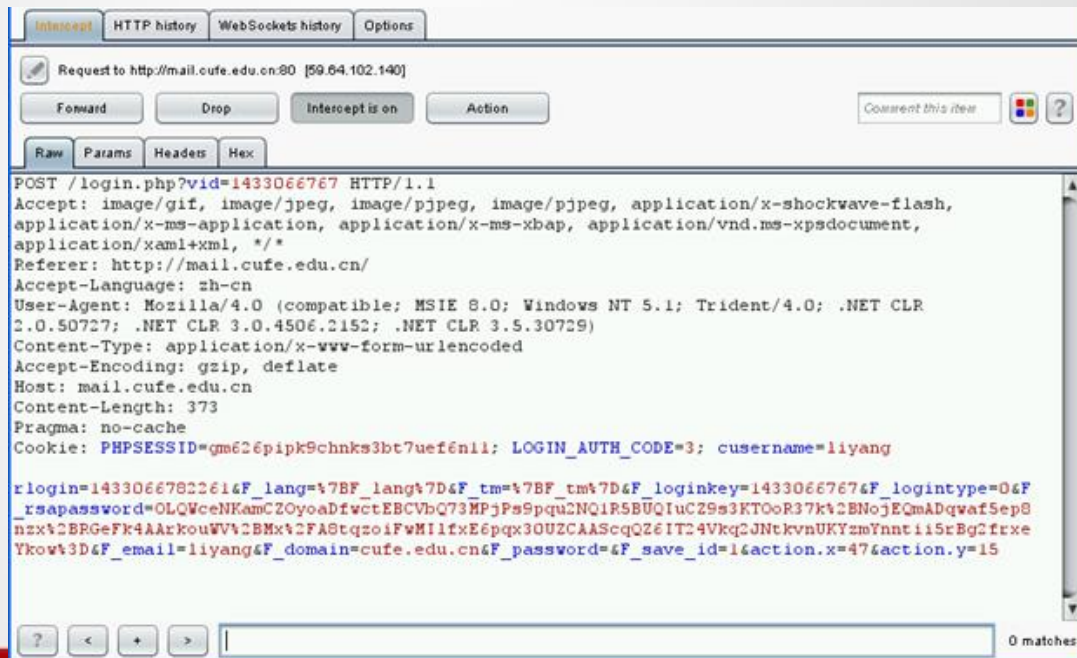 Intercept HTTP history WebSockets history Options
Request to http://mail.cufe.edu.cn:80 [59.64.102.140]
Forward Drop Intercept is on Action Comment this item ?
Raw Params Headers Hex
POST /login.php?vid=1433066767 HTTP/1.1
Accept: image/gif, image/jpeg, image/pjpeg, image/pjpeg, application/x-shockwave-flash,
application/x-ms-application, application/x-ms-xbap, application/vnd.ms-xpsdocument,
application/xaml+xml, */*
Referer: http://mail.cufe.edu.cn/
Accept-Language: zh-cn
User-Agent: Mozilla/4.0 (compatible; MSIE 8.0; Windows NT 5.1; Trident/4.0; .NET CLR
2.0.50727; .NET CLR 3.0.4506.2152; .NET CLR 3.5.30729)
Content-Type: application/x-www-form-urlencoded
Accept-Encoding: gzip, deflate
Host: mail.cufe.edu.cn
Content-Length: 373
Pragma: no-cache
Cookie: PHPSESSID=gm626pipk9chnks3bt7uef6n11; LOGIN_AUTH_CODE=3; cusername=liyang
rlogin=1433066782261&F_lang=%7BF_lang%7D&F_tm=%7BF_tm%7D&F_loginkey=1433066767&F_logintype=0&F
_rsapassword=OLQWceNKamCZOyoaDfwctEBCVbQ73MPjPs9pqu2NQiR5BUQIuCZ9s3KTOoR37k%2BNojEQmADqwaf5ep8
nzx%2BRGeFk4AArkouWV%2BMx%2FA8tqzoiFwMIlfxE6pqx3OUZCAAScqQZ6IT24Vkq2JNtkvnUKYzmYnntii5rBg2frxe
Ykow%3D&F_email=liyang&F_domain=cufe.edu.cn&F_password=&F_save_id=1&action.x=47&action.y=15
? < + > 0 matches